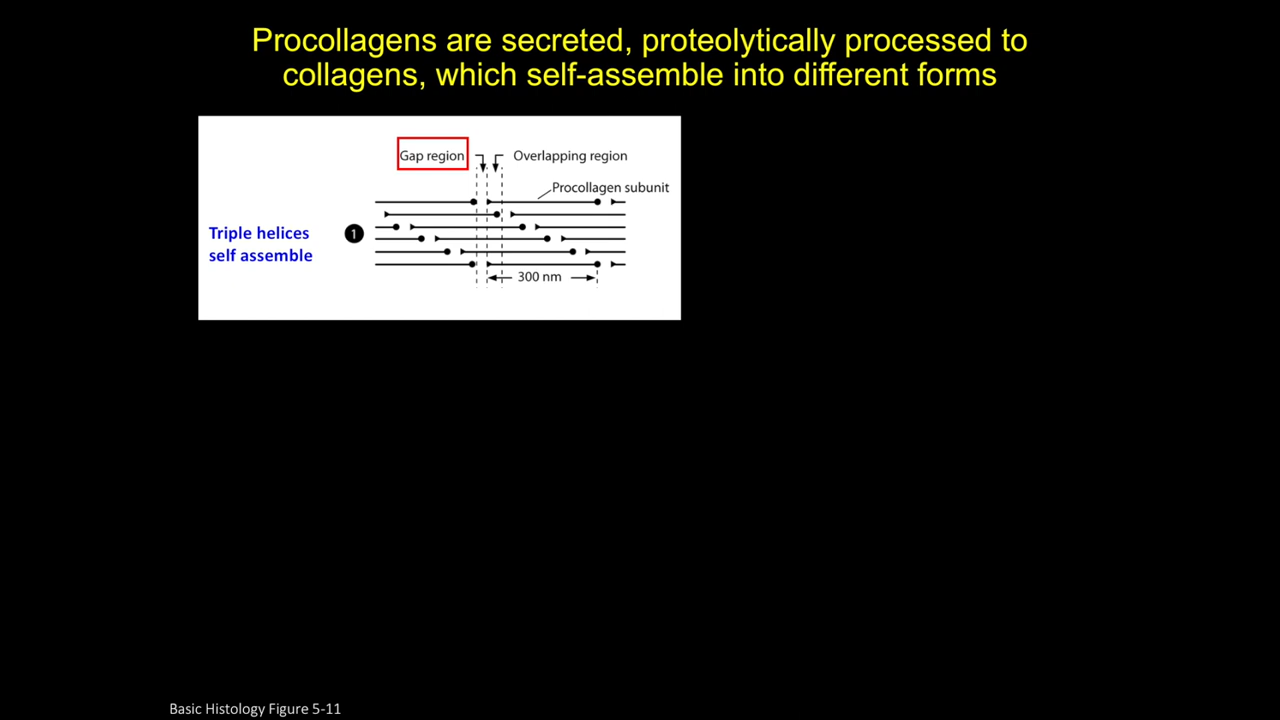 Procollagens are secreted, proteolytically processed to
collagens, which self-assemble into different forms
Gap region
Overlapping region
Procollagen subunit
Triple helices
self assemble
1
300 nm
Basic Histology Figure 5-11